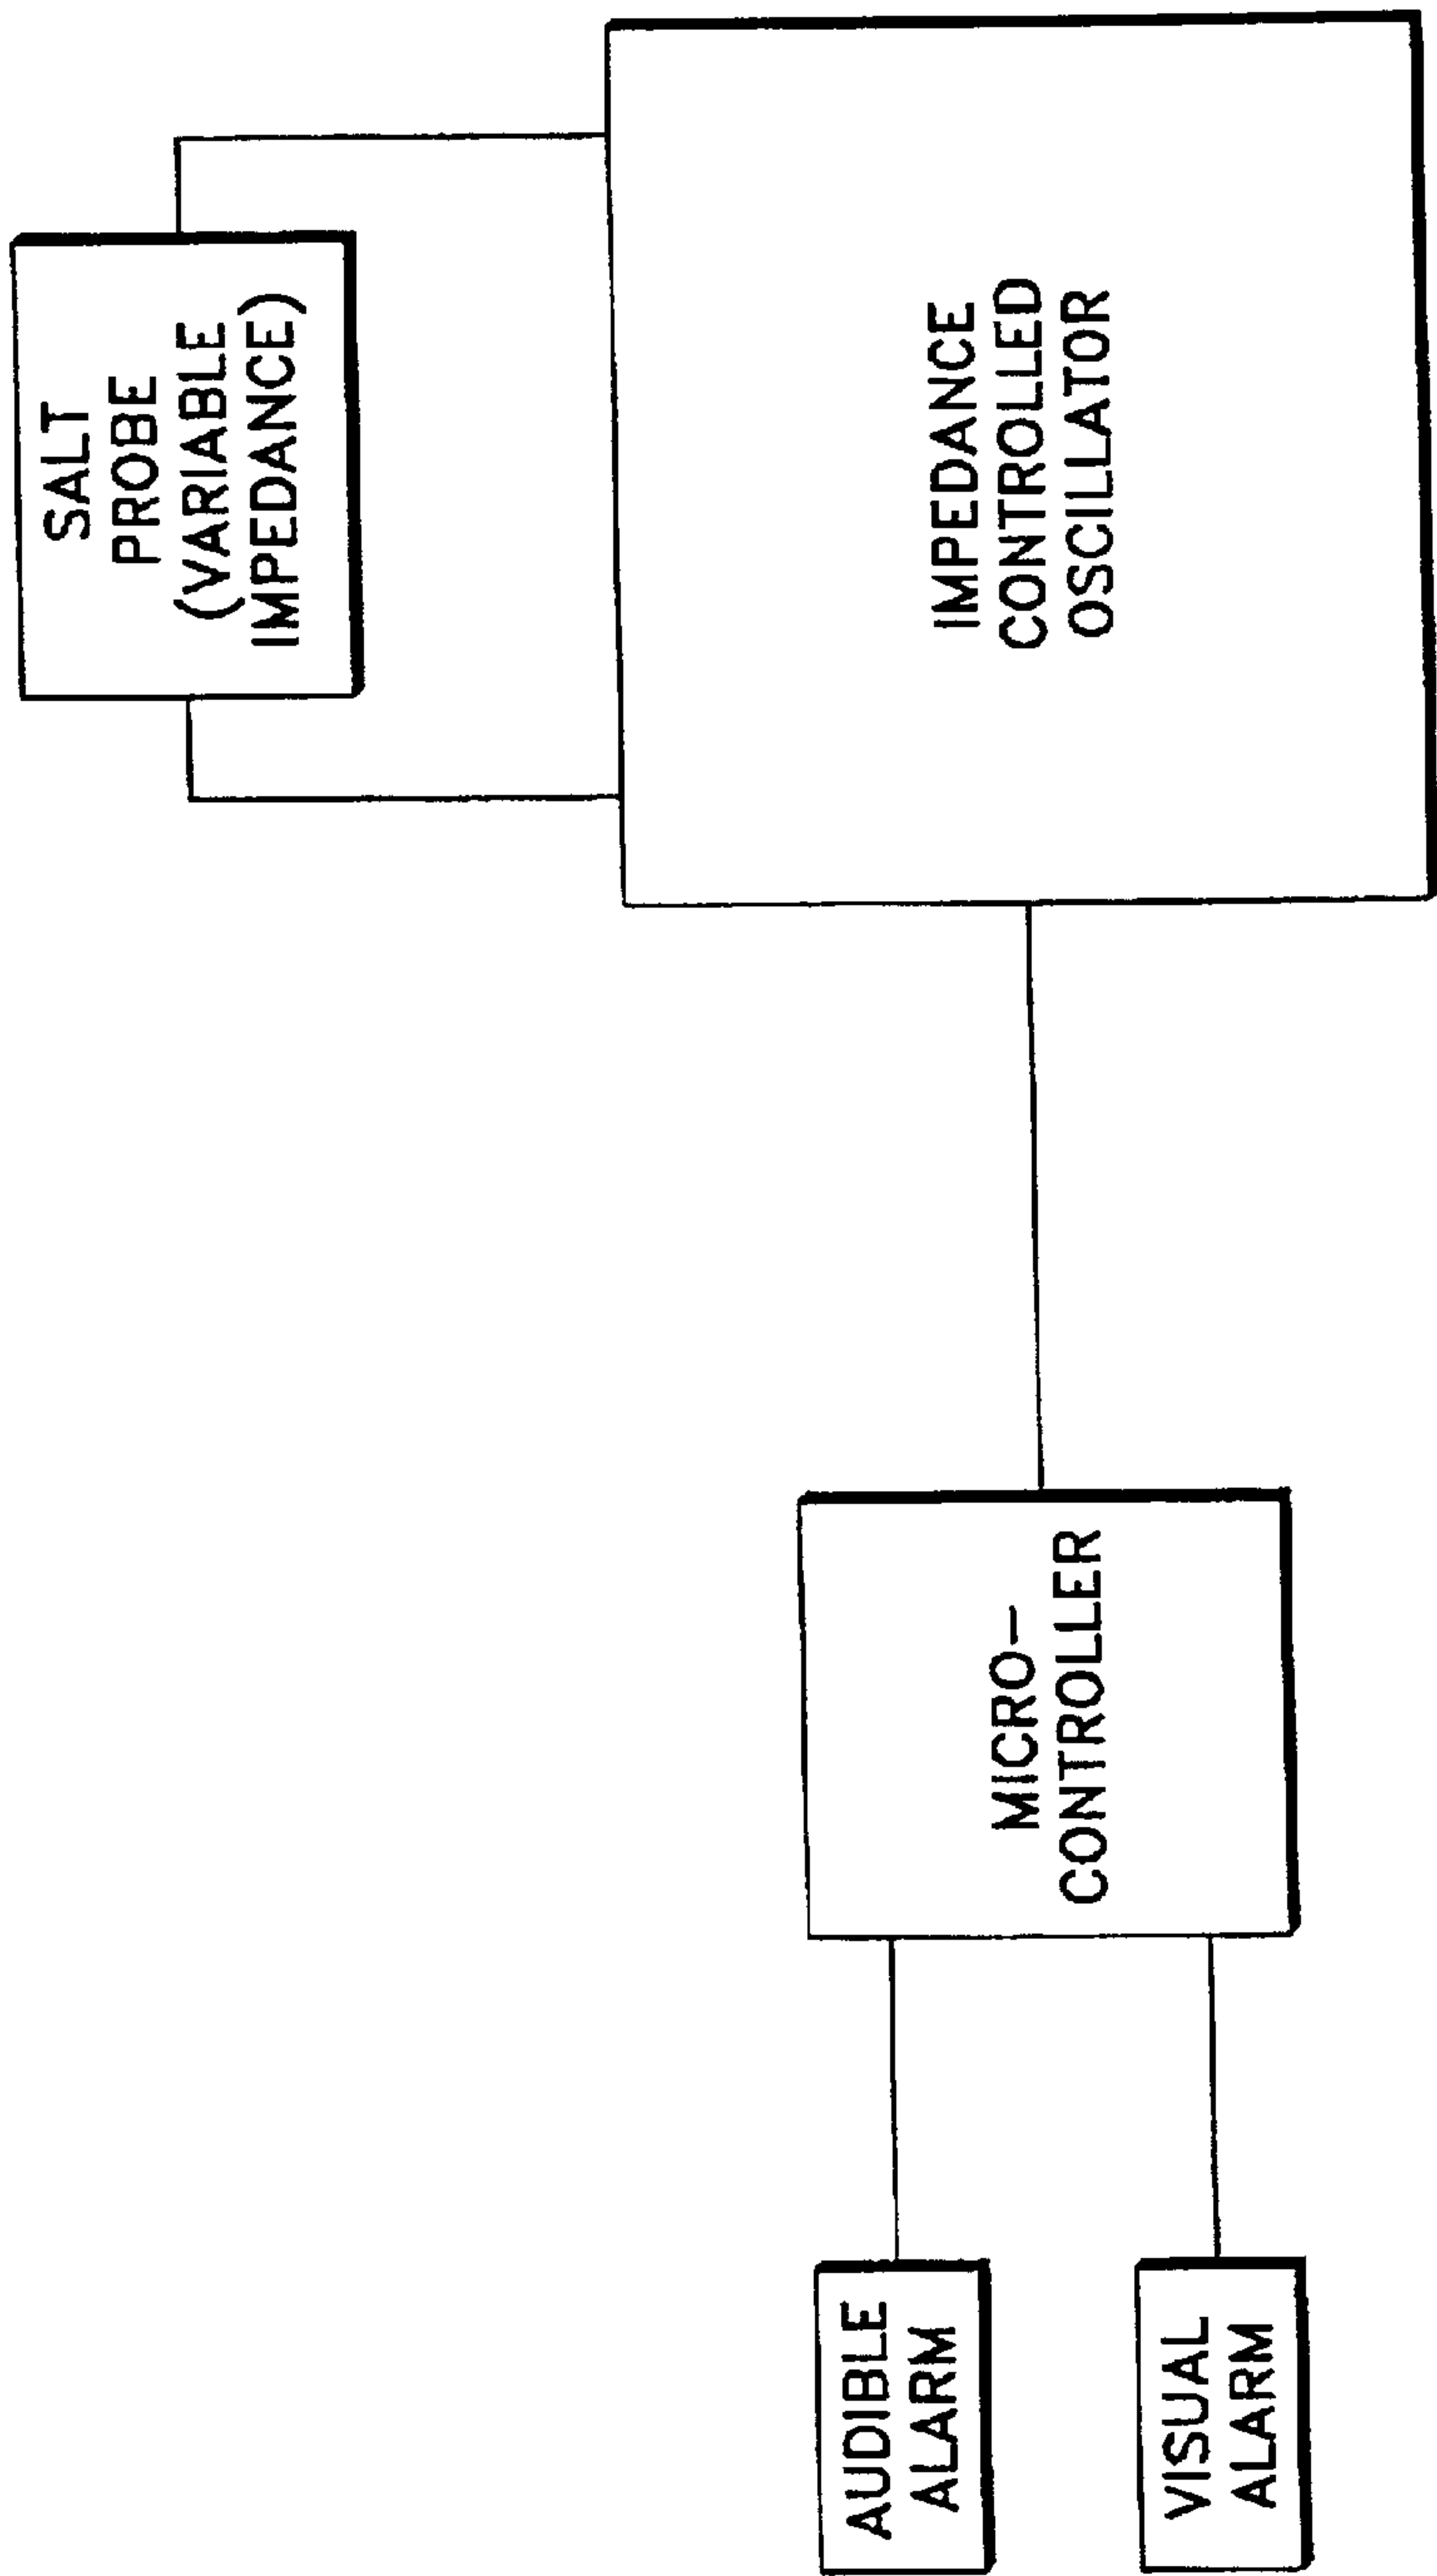 SALT
PROBE
(VARIABLE
IMPEDANCE)
IMPEDANCE
CONTROLLED
OSCILLATOR
MICRO-
CONTROLLER
AUDIBLE
ALARM
VISUAL
ALARM